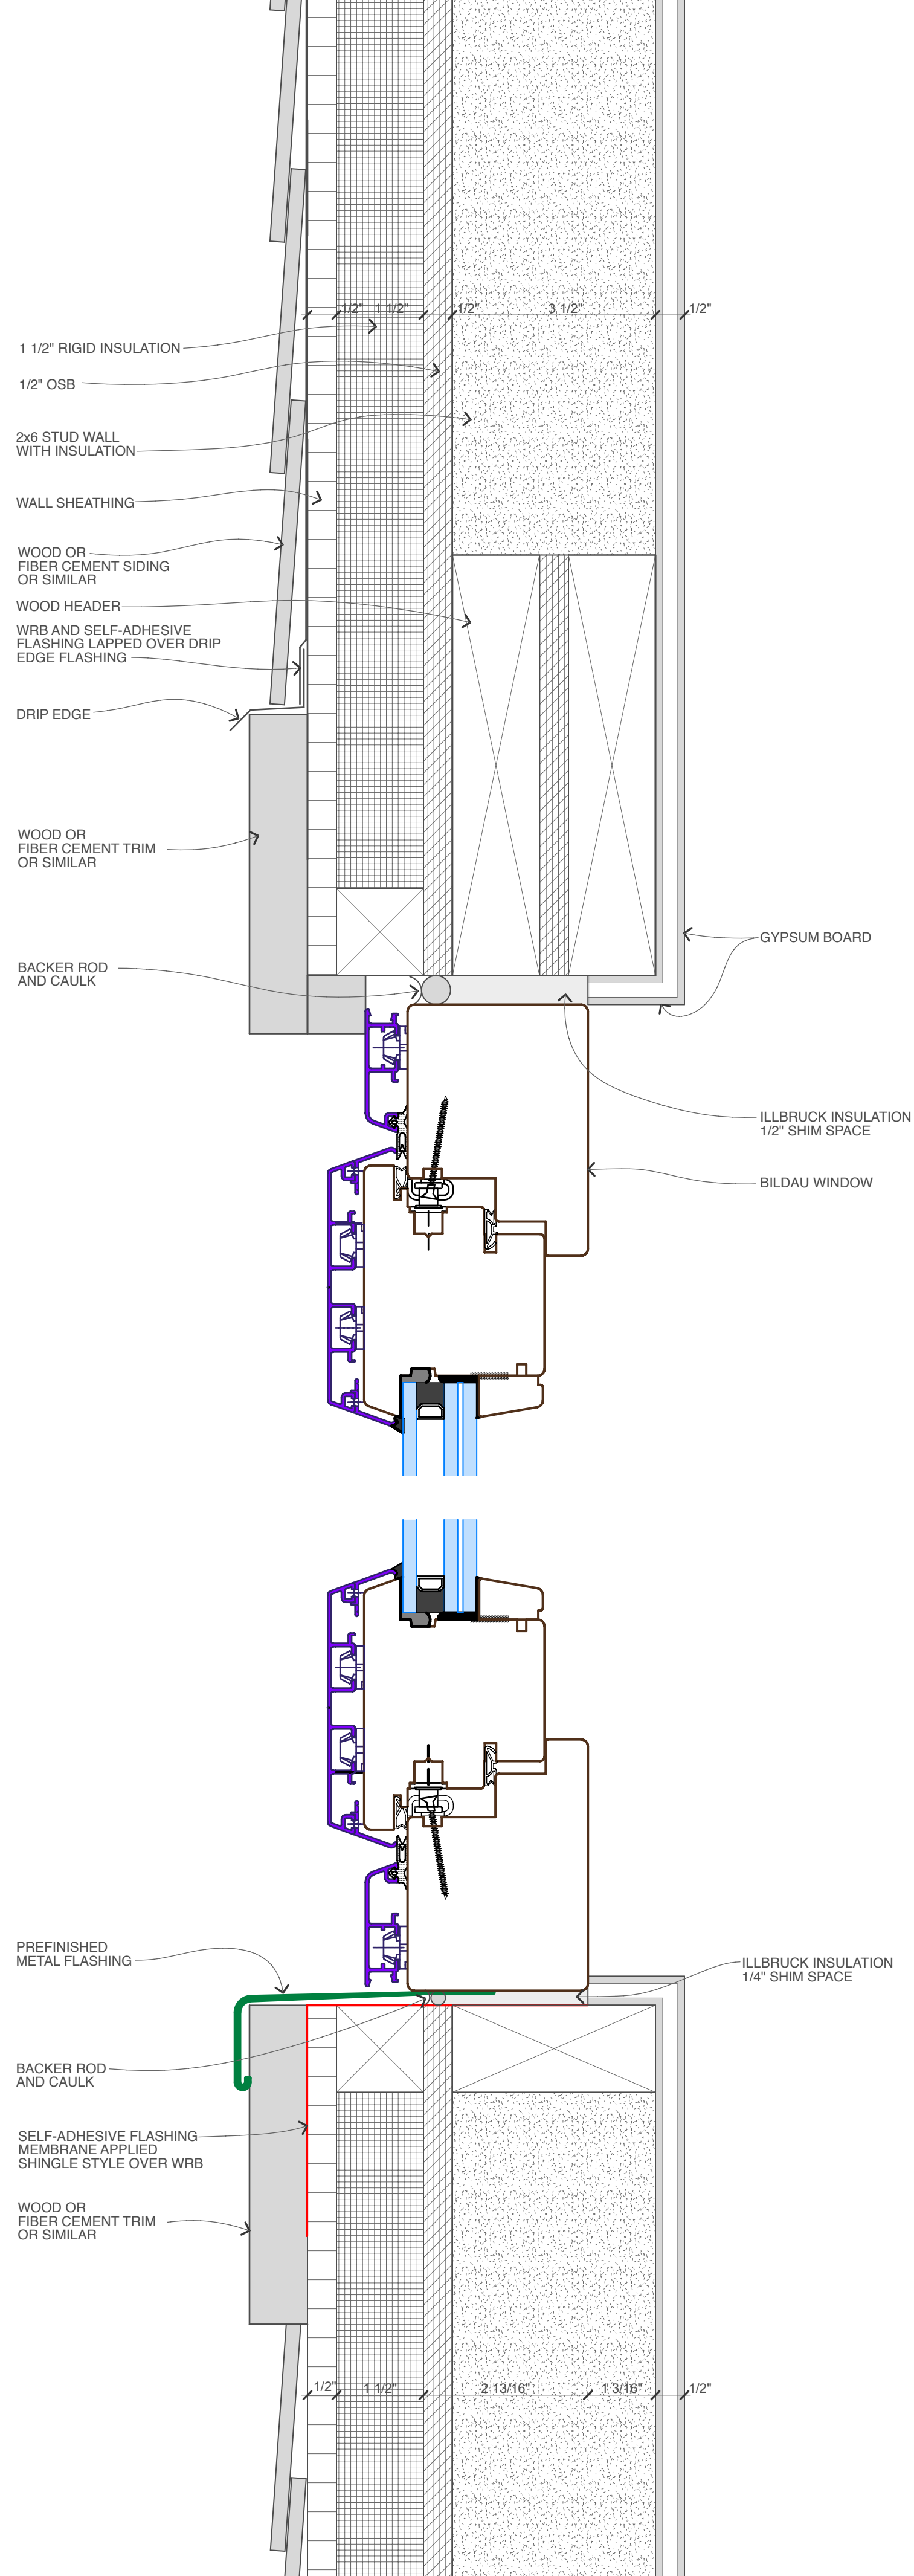 1/2" 1 1/2" 1/2" 3 1/2" 1/2"
1 1/2" RIGID INSULATION
1/2" OSB
2x6 STUD WALL
WITH INSULATION
WALL SHEATHING
WOOD OR
FIBER CEMENT SIDING
OR SIMILAR
WOOD HEADER
WRB AND SELF-ADHESIVE
FLASHING LAPPED OVER DRIP
EDGE FLASHING
DRIP EDGE
WOOD OR
FIBER CEMENT TRIM
OR SIMILAR
GYPSUM BOARD
BACKER ROD
AND CAULK
ILLBRUCK INSULATION
1/2" SHIM SPACE
BILDAU WINDOW
PREFINISHED
METAL FLASHING
ILLBRUCK INSULATION
1/4" SHIM SPACE
BACKER ROD
AND CAULK
SELF-ADHESIVE FLASHING
MEMBRANE APPLIED
SHINGLE STYLE OVER WRB
WOOD OR
FIBER CEMENT TRIM
OR SIMILAR
1/2" 1 1/2" 2 13/16" 1 3/16" 1/2"